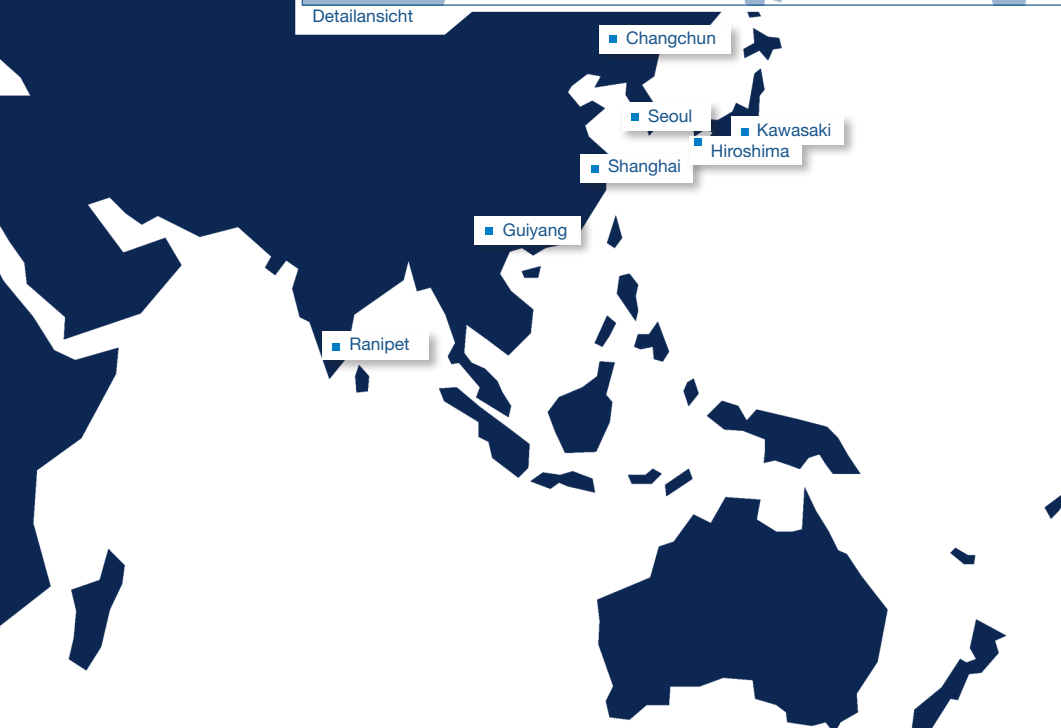 Detailansicht
Changchun
Seoul
Kawasaki
Hiroshima
Shanghai
Guiyang
Ranipet